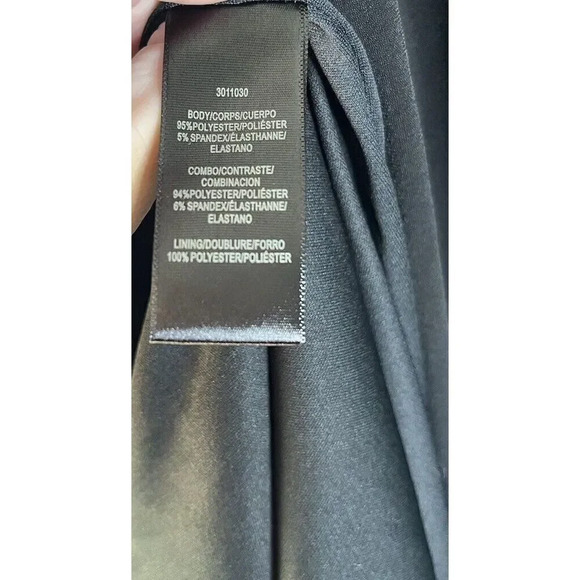 3011030
BODY/CORPS/CUERPO
95%POLYESTER/POLIÉSTER
5% SPANDEX/ÉLASTHANNE/
ELASTANO
COMBO/CONTRASTE/
COMBINACION
94%POLYESTER/POLIÉSTER
6% SPANDEX/ÉLASTHANNE/
ELASTANO
LINING/DOUBLURE/FORRO
100% POLYESTER/POLIÉSTER